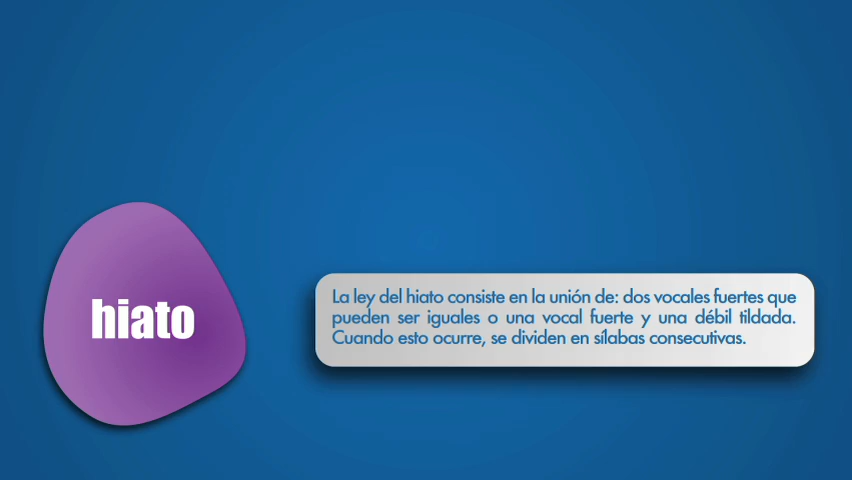 hiato
La ley del hiato consiste en la unión de: dos vocales fuertes que
pueden ser iguales o una vocal fuerte y una débil tildada.
Cuando esto ocurre, se dividen en sílabas consecutivas.